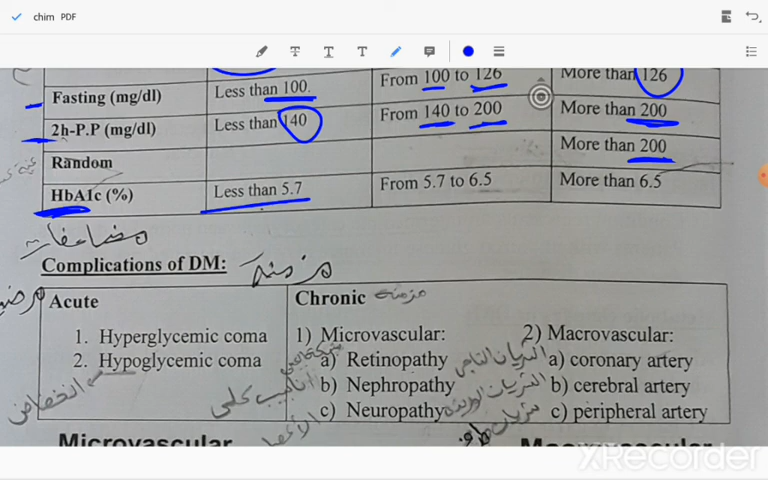 chim PDF
Fasting (mg/dl) Less than 100. From 100 to 126 More than 126
2h-P.P (mg/dl) Less than 140 From 140 to 200 More than 200
Random More than 200
HbA1c (%) Less than 5.7 From 5.7 to 6.5 More than 6.5
مضاعفات
Complications of DM: مزمنة
Acute Chronic مزمنة
1. Hyperglycemic coma 1) Microvascular: 2) Macrovascular:
2. Hypoglycemic coma a) Retinopathy الشريان التاجي a) coronary artery
انخفاض b) Nephropathy b) cerebral artery
c) Neuropathy c) peripheral artery
Microvascular Macrovascular
XRecorder